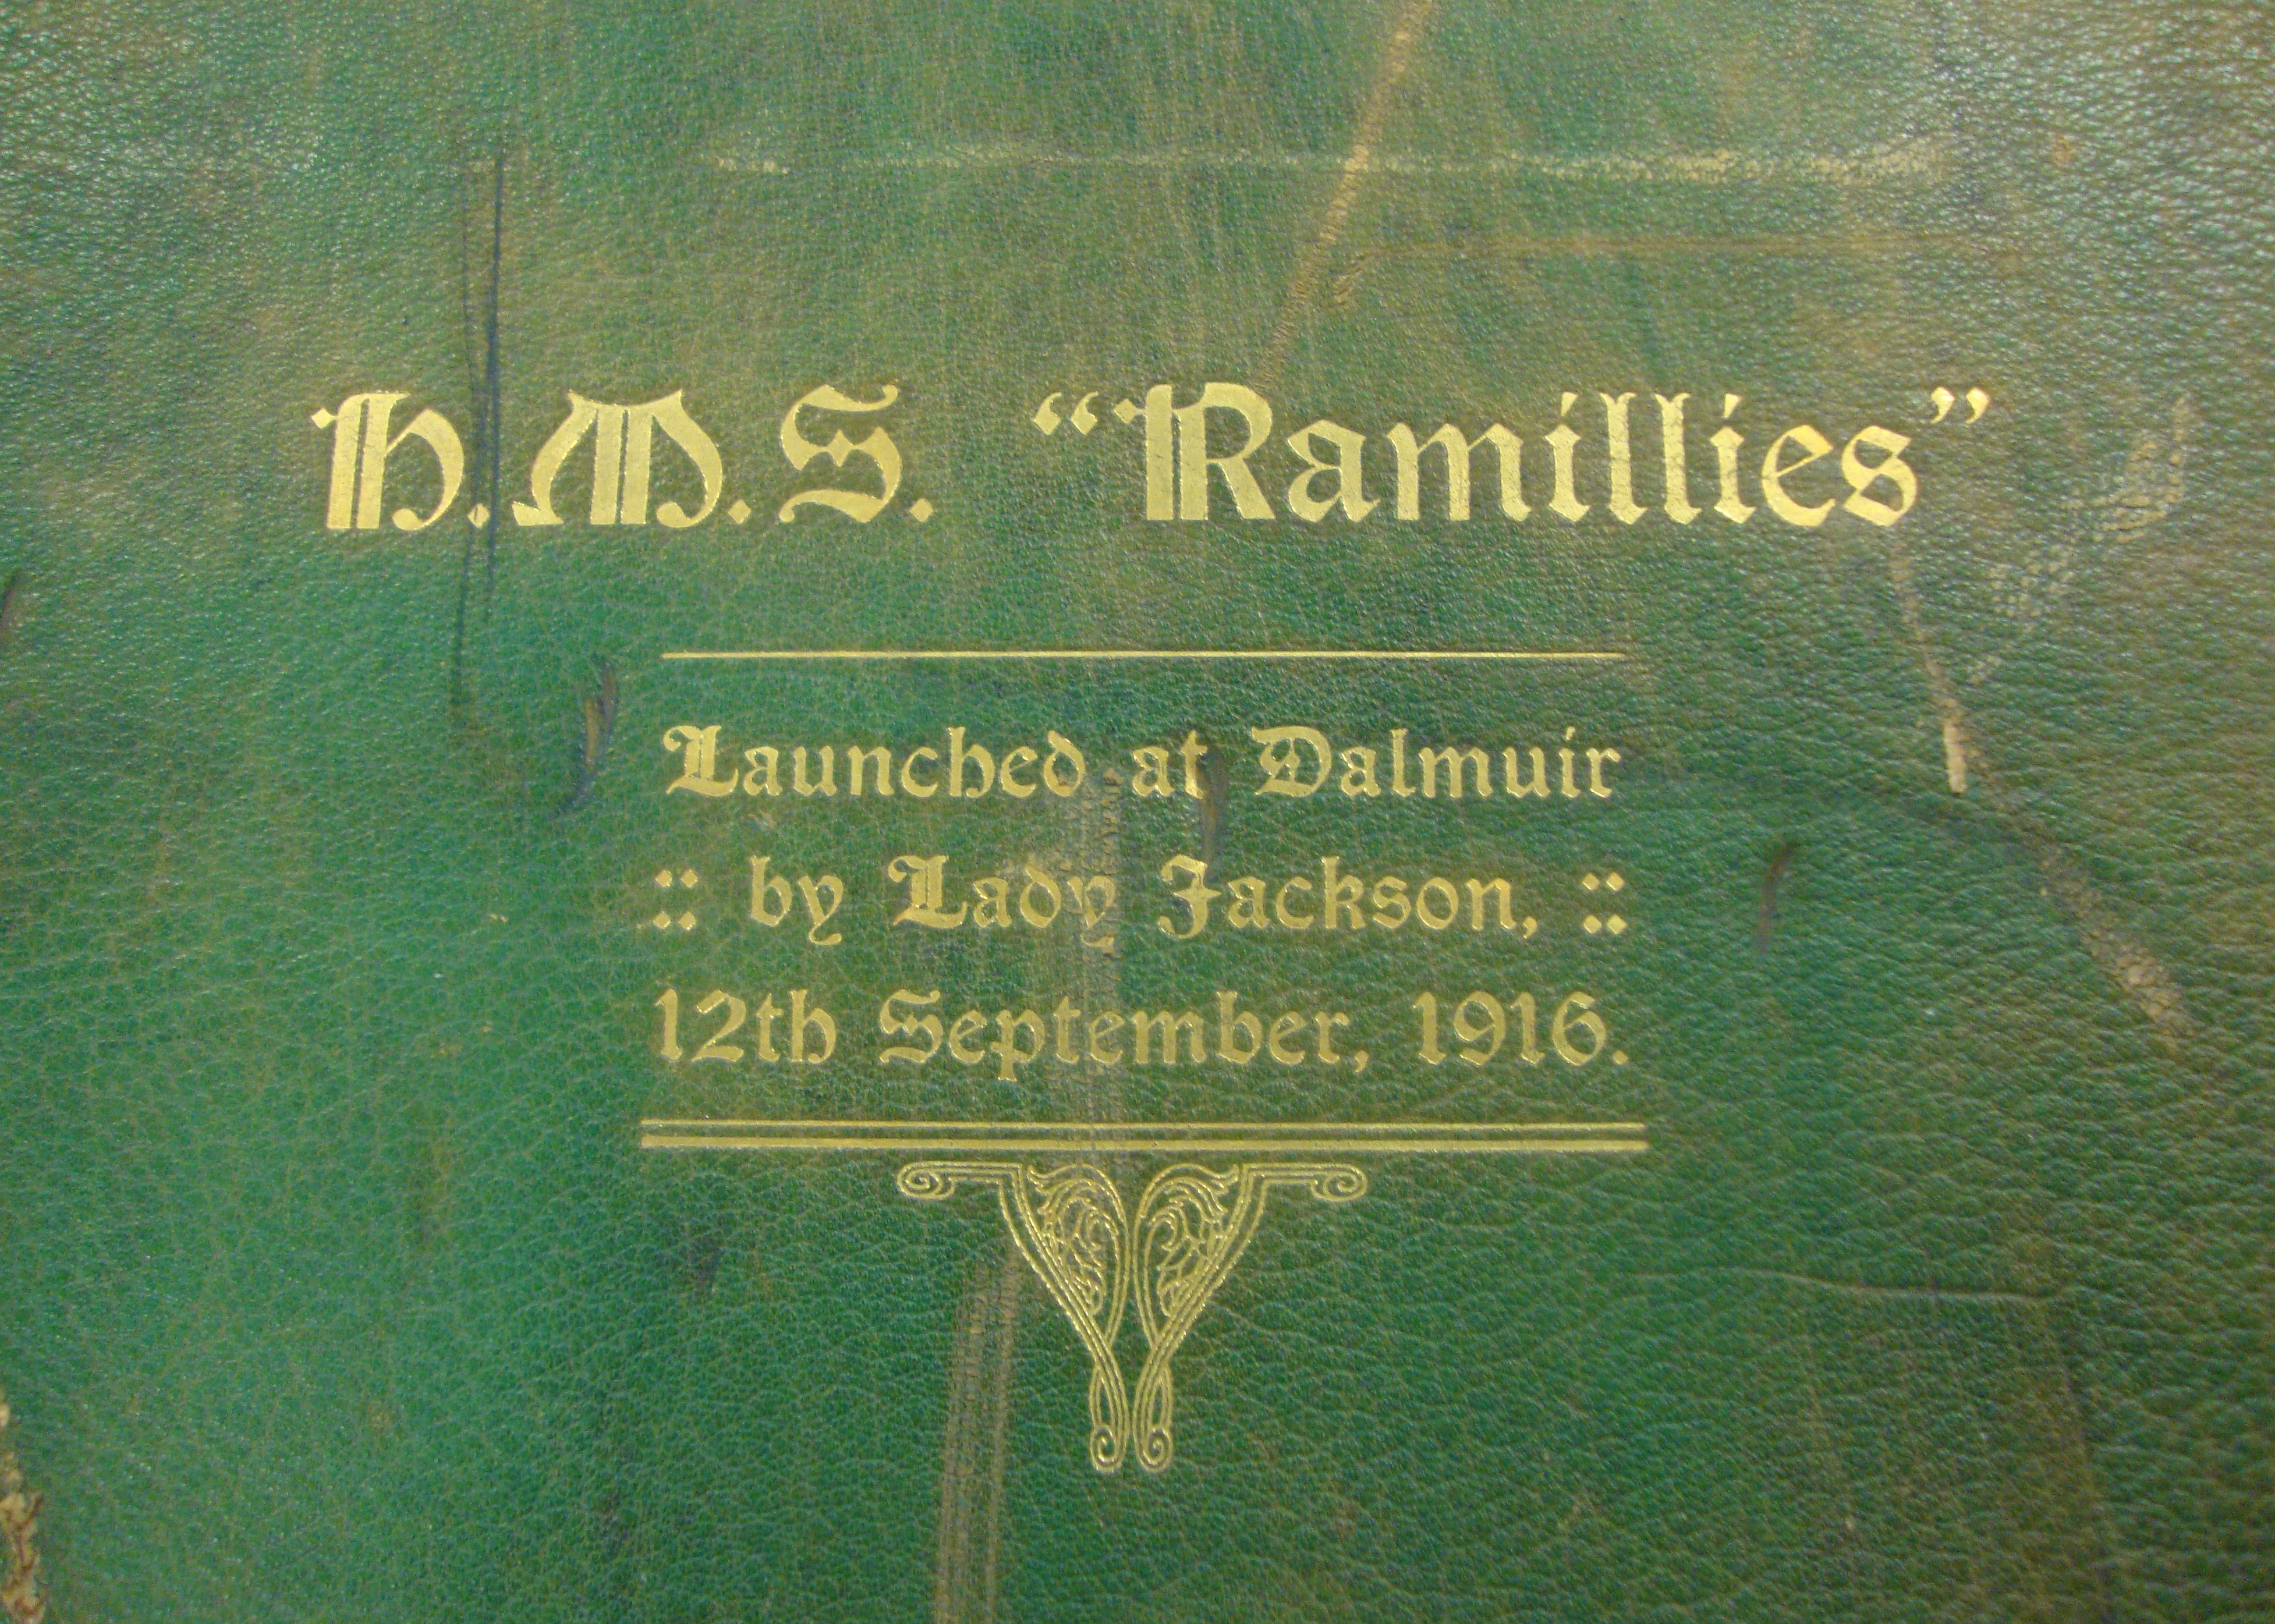 H.M.S. “Ramillies”
Launched at Dalmuir
:: by Lady Jackson, ::
12th September, 1916.